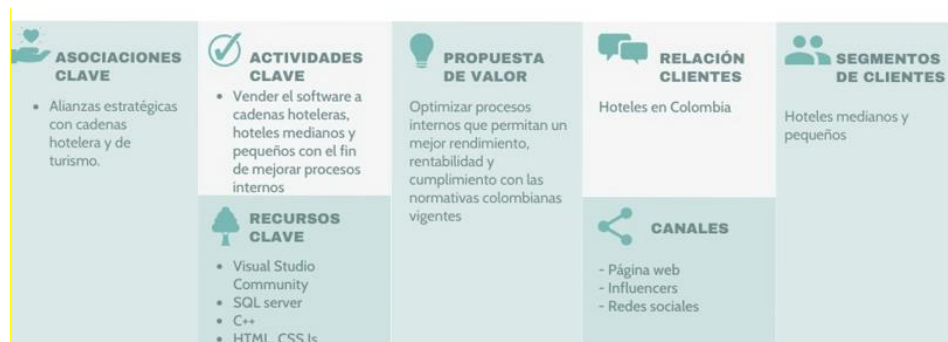 ASOCIACIONES
CLAVE
• Alianzas estratégicas
con cadenas
hotelera y de
turismo.
ACTIVIDADES
CLAVE
• Vender el software a
cadenas hoteleras,
hoteles medianos y
pequeños con el fin
de mejorar procesos
internos
RECURSOS
CLAVE
• Visual Studio
Community
• SQL server
• C++
• HTML, CSS,Js
PROPUESTA
DE VALOR
Optimizar procesos
internos que permitan un
mejor rendimiento,
rentabilidad y
cumplimiento con las
normativas colombianas
vigentes
RELACIÓN
CLIENTES
Hoteles en Colombia
CANALES
- Página web
- Influencers
- Redes sociales
SEGMENTOS
DE CLIENTES
Hoteles medianos y
pequeños